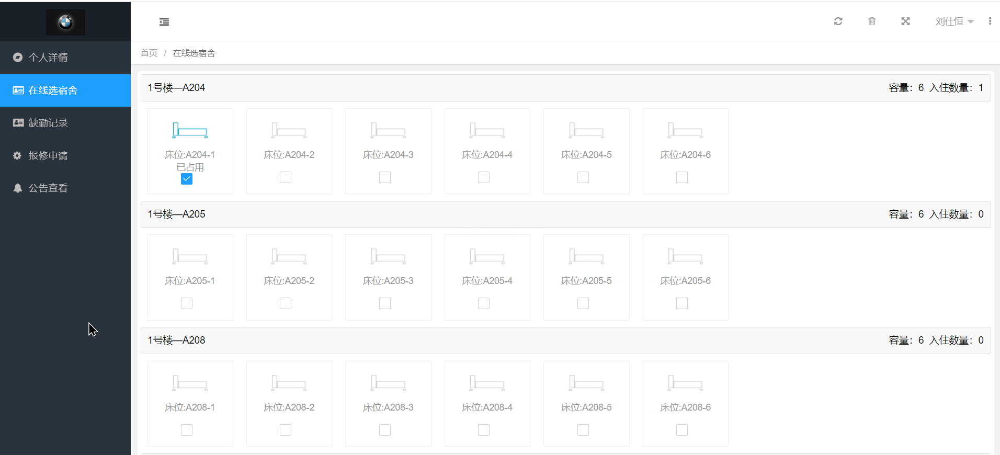 刘仕恒
首页 / 在线选宿舍
个人详情
在线选宿舍
缺勤记录
报修申请
公告查看
1号楼—A204 容量：6 入住数量：1
床位:A204-1 床位:A204-2 床位:A204-3 床位:A204-4 床位:A204-5 床位:A204-6
已占用
1号楼—A205 容量：6 入住数量：0
床位:A205-1 床位:A205-2 床位:A205-3 床位:A205-4 床位:A205-5 床位:A205-6
1号楼—A208 容量：6 入住数量：0
床位:A208-1 床位:A208-2 床位:A208-3 床位:A208-4 床位:A208-5 床位:A208-6